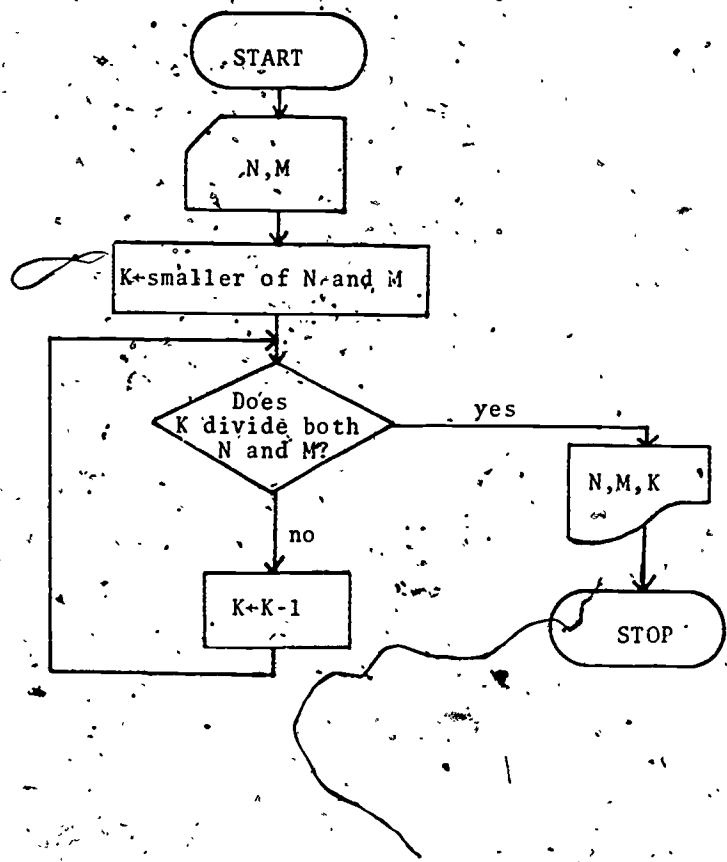 START
N,M
K←smaller of N and M
Does
K divide both
N and M?
yes
N,M,K
no
K←K-1
STOP